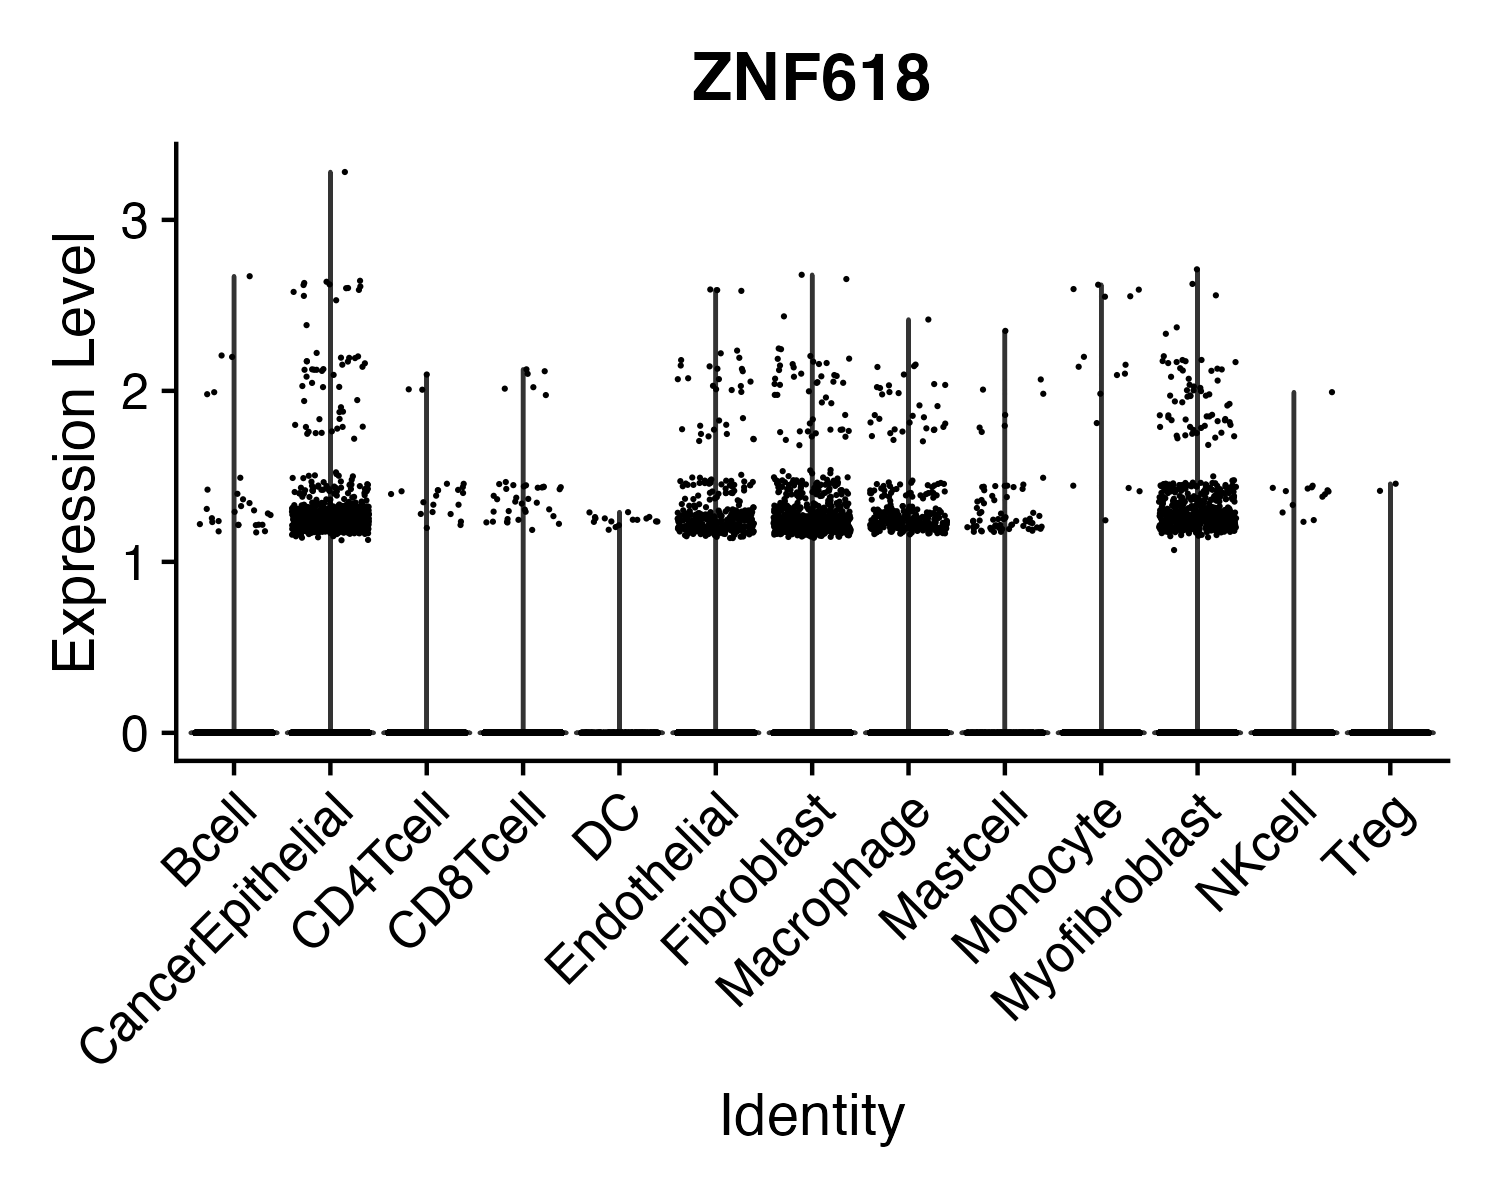 ZNF618
Expression Level
3
2
1
0
Bcell
CancerEpithelial
CD4Tcell
CD8Tcell
DC
Endothelial
Fibroblast
Macrophage
Mastcell
Monocyte
Myofibroblast
NKcell
Treg
Identity